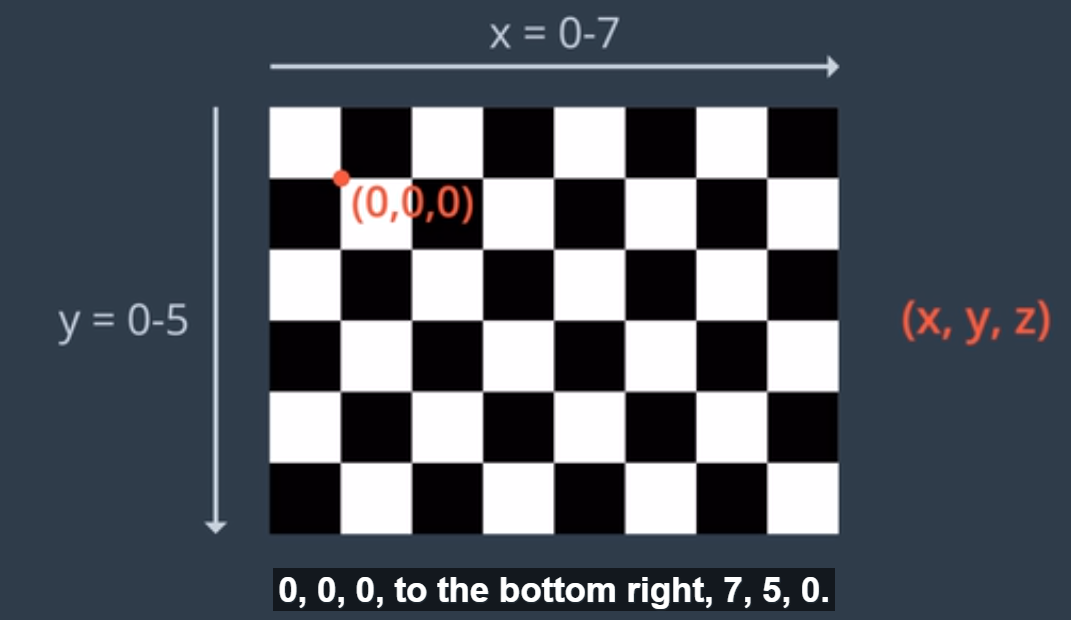 x = 0-7
(0,0,0)
y = 0-5
(x, y, z)
0, 0, 0, to the bottom right, 7, 5, 0.